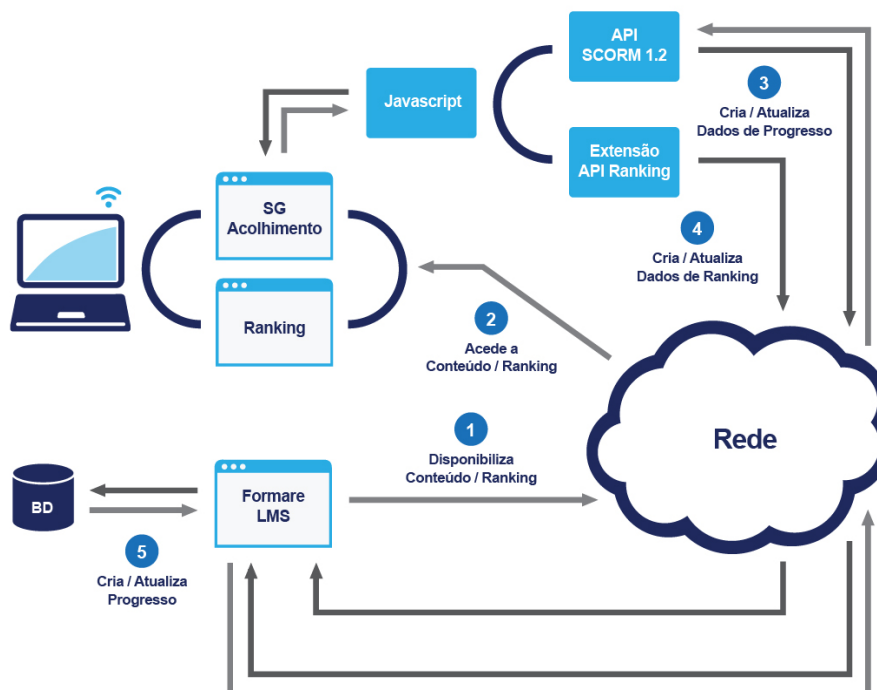 API
SCORM 1.2
Javascript
3
Cria / Atualiza
Dados de Progresso
Extensão
API Ranking
SG
Acolhimento
4
Cria / Atualiza
Dados de Ranking
Ranking
2
Acede a
Conteúdo / Ranking
1
Disponibiliza
Conteúdo / Ranking
Rede
BD
Formare
LMS
5
Cria / Atualiza
Progresso